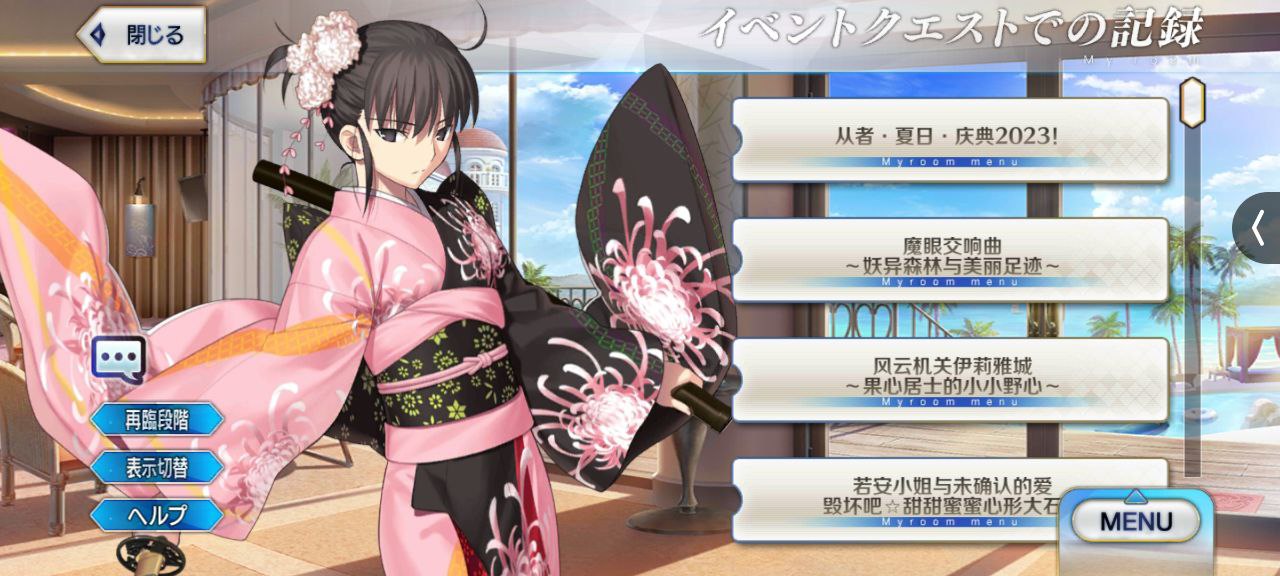 閉じる
イベントクエストでの記録
My room
从者·夏日·庆典2023!
Myroom menu
魔眼交响曲
~妖异森林与美丽足迹~
Myroom menu
风云机关伊莉雅城
~果心居士的小小野心~
Myroom menu
再臨段階
表示切替
ヘルプ
若安小姐与未确认的爱
毁坏吧☆甜甜蜜蜜心形大石
Myroom menu
MENU